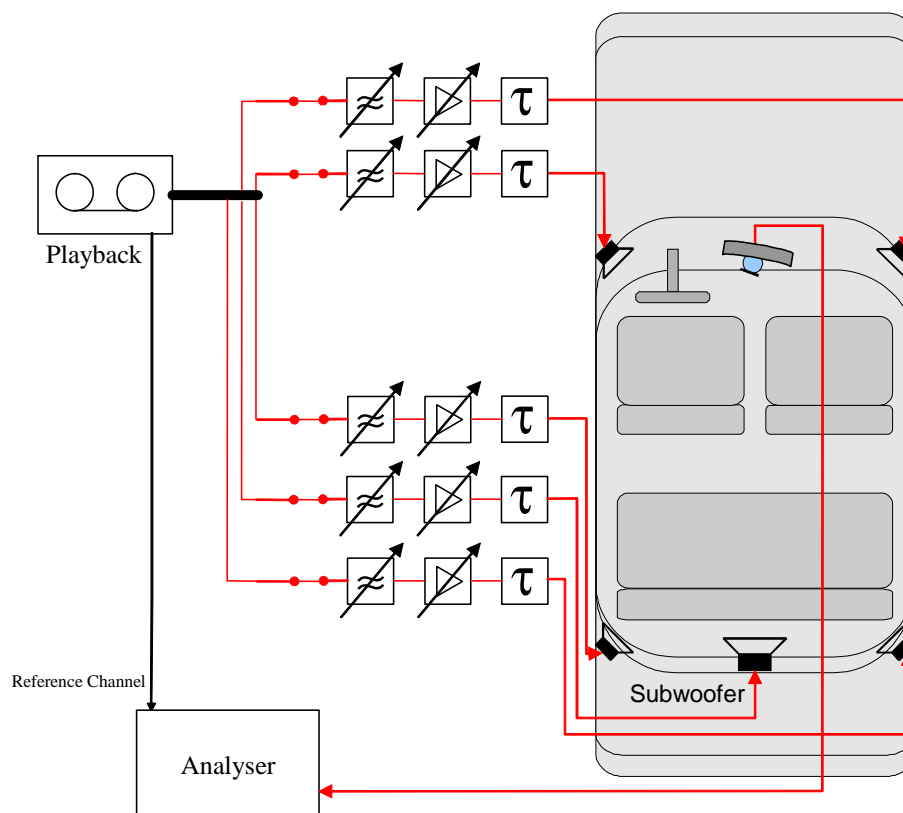 τ
τ
Playback
τ
τ
τ
Reference Channel
Subwoofer
Analyser